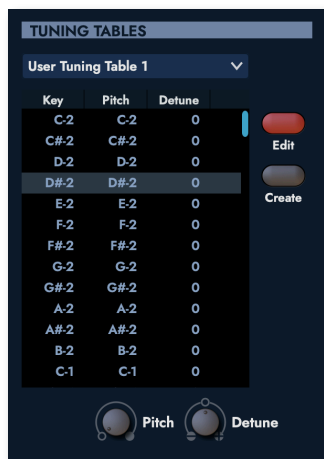 TUNING TABLES
User Tuning Table 1
Key Pitch Detune
C-2 C-2 0
C#-2 C#-2 0
D-2 D-2 0
D#-2 D#-2 0
E-2 E-2 0
F-2 F-2 0
F#-2 F#-2 0
G-2 G-2 0
G#-2 G#-2 0
A-2 A-2 0
A#-2 A#-2 0
B-2 B-2 0
C-1 C-1 0
Edit
Create
Pitch Detune